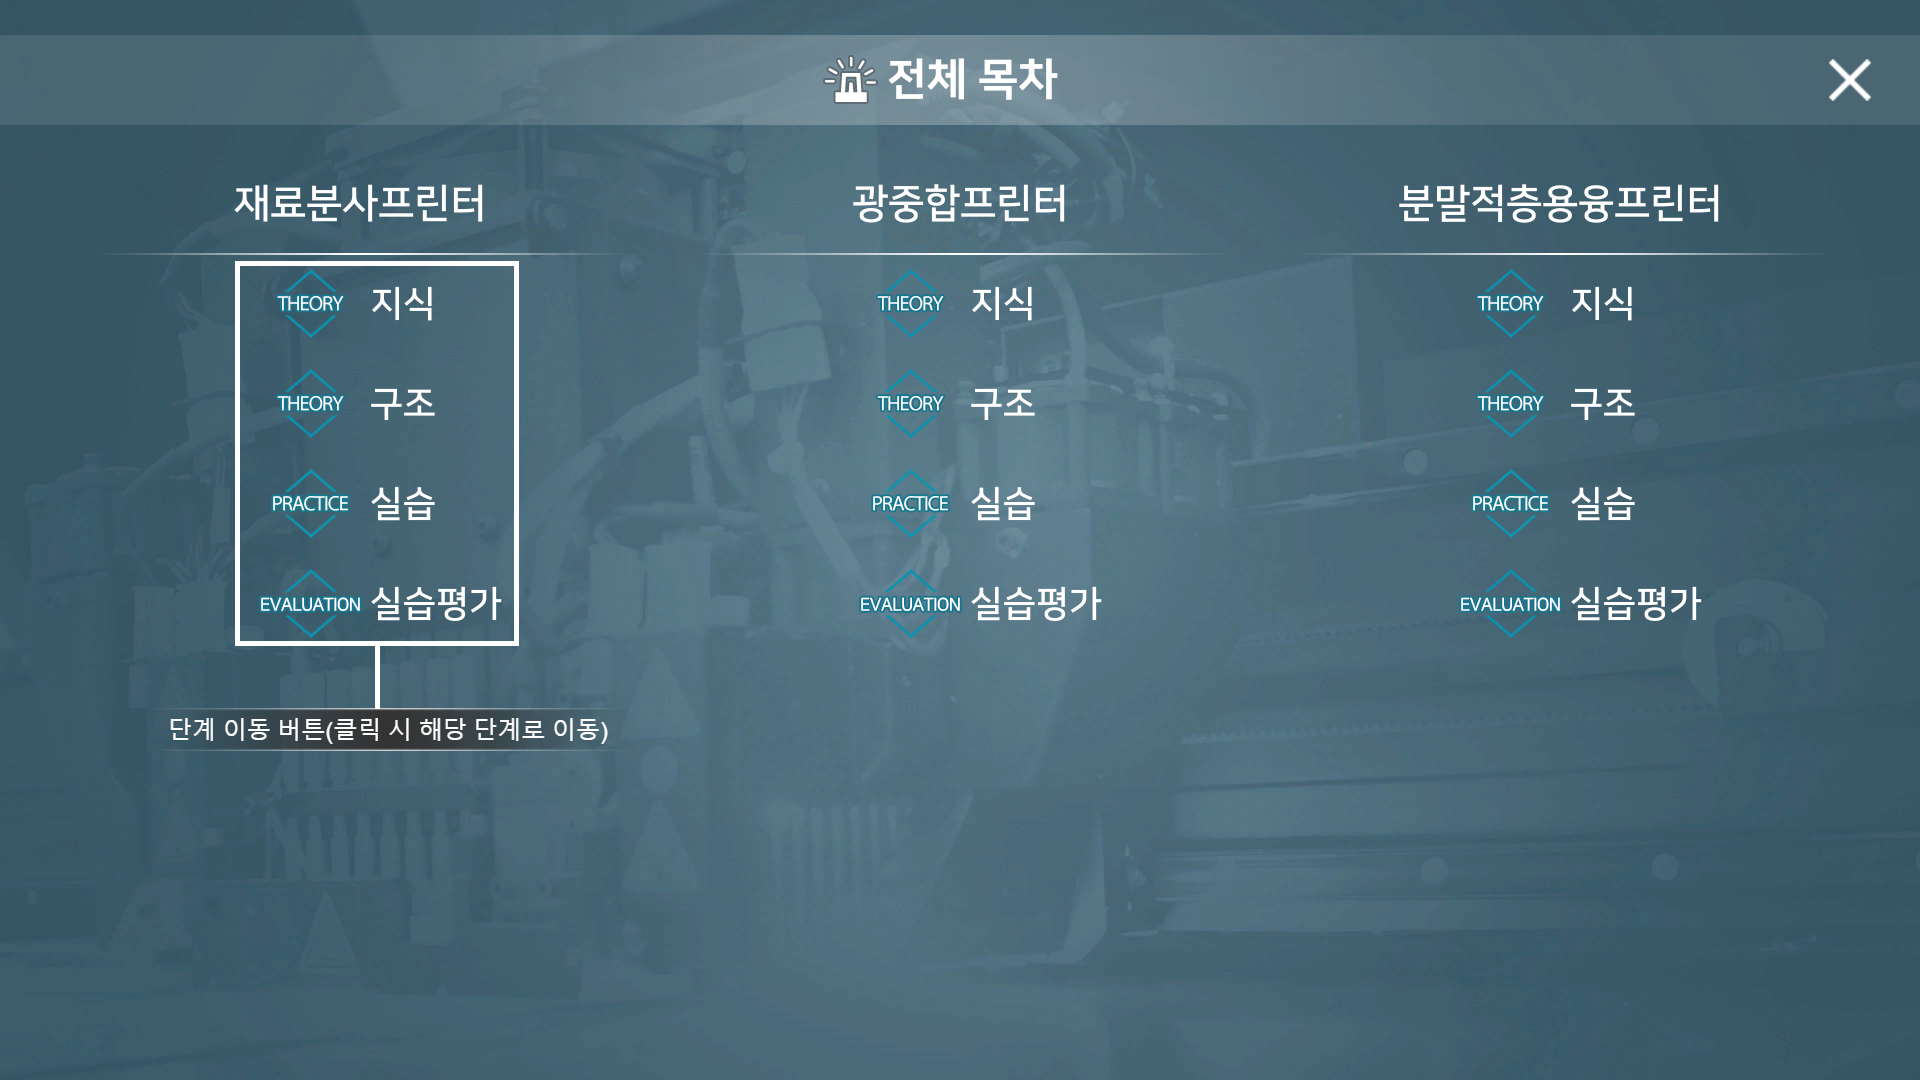 전체 목차
재료분사프린터
THEORY 지식
THEORY 구조
PRACTICE 실습
EVALUATION 실습평가
단계 이동 버튼(클릭 시 해당 단계로 이동)
광중합프린터
THEORY 지식
THEORY 구조
PRACTICE 실습
EVALUATION 실습평가
분말적층용융프린터
THEORY 지식
THEORY 구조
PRACTICE 실습
EVALUATION 실습평가